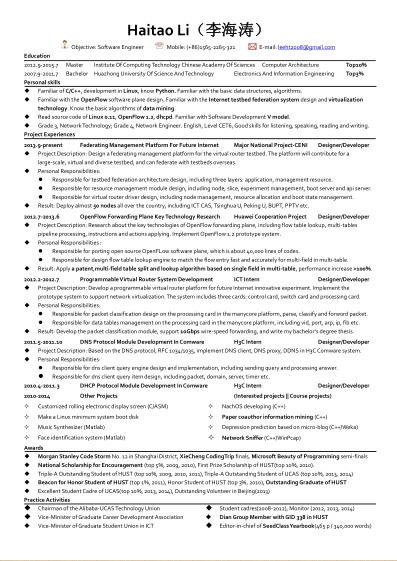 Haitao Li（李海涛）
Objective: Software Engineer Mobile: (+86)1565-2265-321 E-mail: leeht2008@gmail.com
Education
2012.9-2015.7 Master Institute Of Computing Technology Chinese Academy Of Sciences Computer Architecture Top10%
2007.9-2011.7 Bachelor Huazhong University Of Science And Technology Electronics And Information Engineering Top3%
Personal skills
◆ Familiar of C/C++, development in Linux, know Python. Familiar with the basic data structures, algorithms.
◆ Familiar with the OpenFlow software plane design. Familiar with the Internet testbed federation system design and virtualization
technology. Know the basic algorithms of data mining.
◆ Read source code of Linux 0.11, OpenFlow 1.2, dhcpd. Familiar with Software Development V model.
◆ Grade 3, Network Technology; Grade 4, Network Engineer. English, Level CET6, Good skills for listening, speaking, reading and writing.
Project Experiences
2013.9-present Federating Management Platform For Future Internet Major National Project-CENI Designer/Developer
◆ Project Description: Design a federating management platform for the virtual router testbed. The platform will contribute for a
large-scale, virtual and diverse testbed, and can federate with testbeds overseas.
◆ Personal Responsibilities:
● Responsible for testbed federation architecture design, including three layers: application, management, resource.
● Responsible for resource management module design, including node, slice, experiment management, boot server and api server.
● Responsible for virtual router driver design, including node management, resource allocation and boot state management.
◆ Result: Deploy almost 50 nodes all over the country, including ICT CAS, Tsinghua U, Peking U, BUPT, PPTV etc.
2012.7-2013.6 OpenFlow Forwarding Plane Key Technology Research Huawei Cooperation Project Designer/Developer
◆ Project Description: Research about the key technologies of OpenFlow forwarding plane, including flow table lookup, multi-tables
pipeline processing, instructions and actions applying. Implement OpenFlow 1.2 prototype system.
◆ Personal Responsibilities:
● Responsible for porting open source OpenFLow software plane, which is about 40,000 lines of codes.
● Responsible for design flow table lookup engine to match the flow entry fast and accurately for multi-field in multi-table.
◆ Result: Apply a patent,multi-field table split and lookup algorithm based on single field in multi-table, performance increase >100%.
2012.2-2012.7 Programmable Virtual Router System Development ICT Intern Designer/Developer
◆ Project Description: Develop a programmable virtual router platform for future Internet innovative experiment. Implement the
prototype system to support network virtualization. The system includes three cards: control card, switch card and processing card.
◆ Personal Responsibilities:
● Responsible for packet classification design on the processing card in the manycore platform, parse, classify and forward packet.
● Responsible for data tables management on the processing card in the manycore platform, including vid, port, arp, ip, fib etc.
◆ Result: Develop the packet classification module, support 10Gbps wire-speed forwarding, and write my bachelor's degree thesis.
2011.5-2011.10 DNS Protocol Module Development In Comware H3C Intern Designer/Developer
◆ Project Description: Based on the DNS protocol, RFC 1034/1035, implement DNS client, DNS proxy, DDNS in H3C Comware system.
◆ Personal Responsibilities:
● Responsible for dns client query engine design and implementation, including sending query and processing answer.
● Responsible for dns client query item design, including packet, domain, server, timer etc.
2010.4-2011.3 DHCP Protocol Module Development In Comware H3C Intern Designer/Developer
2010-2014 Other Projects (Interested projects || Course projects)
✧ Customized rolling electronic display screen (C/ASM) ✧ NachOS developing (C++)
✧ Make a Linux minimum system boot disk ✧ Paper coauthor information mining (C++)
✧ Music Synthesizer (Matlab) ✧ Depression prediction based on micro-blog (C++/Weka)
✧ Face identification system (Matlab) ✧ Network Sniffer (C++/WinPcap)
Awards
◆ Morgan Stanley Code Storm No. 12 in Shanghai District, XieCheng CodingTrip finals, Microsoft Beauty of Programming semi-finals
◆ National Scholarship for Encouragement (top 5%, 2009, 2010), First Prize Scholarship of HUST(top 10%, 2010).
◆ Triple-A Outstanding Student of HUST (top 10%, 2009, 2010), Triple-A Outstanding Student of UCAS (top 10%, 2013, 2014)
◆ Beacon for Honor Student of HUST (top 1%, 2011), Honor Student of HUST (top 3%, 2010), Outstanding Graduate of HUST
◆ Excellent Student Cadre of UCAS(top 10%, 2013, 2014), Outstanding Volunteer in Beijing(2013)
Practice Activities
◆ Chairman of the Alibaba-UCAS Technology Union ◆ Student cadres(2008-2012), Monitor (2012, 2013, 2014)
◆ Vice-Minister of Graduate Career Development Association ◆ Dian Group Member with GID 338 in HUST
◆ Vice-Minister of Graduate Student Union in ICT ◆ Editor-in-chief of SeedClass Yearbook(465 p / 340,000 words)